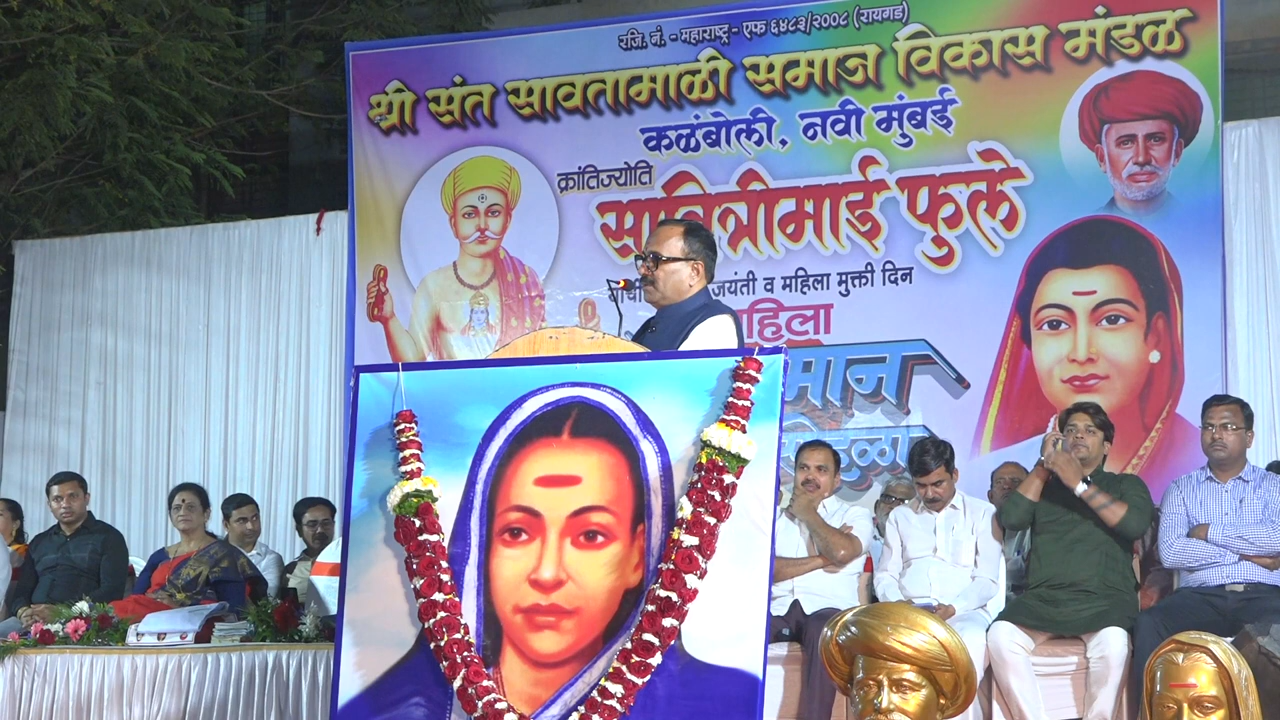 रजि. नं. - महाराष्ट्र - एफ ६४८३/२००८ (रायगड)
श्री संत सावतामाळी समाज विकास मंडळ
कळंबोली, नवी मुंबई
क्रांतिज्योति
सावित्रीमाई फुले
जयंती व महिला मुक्ती दिन
महिला